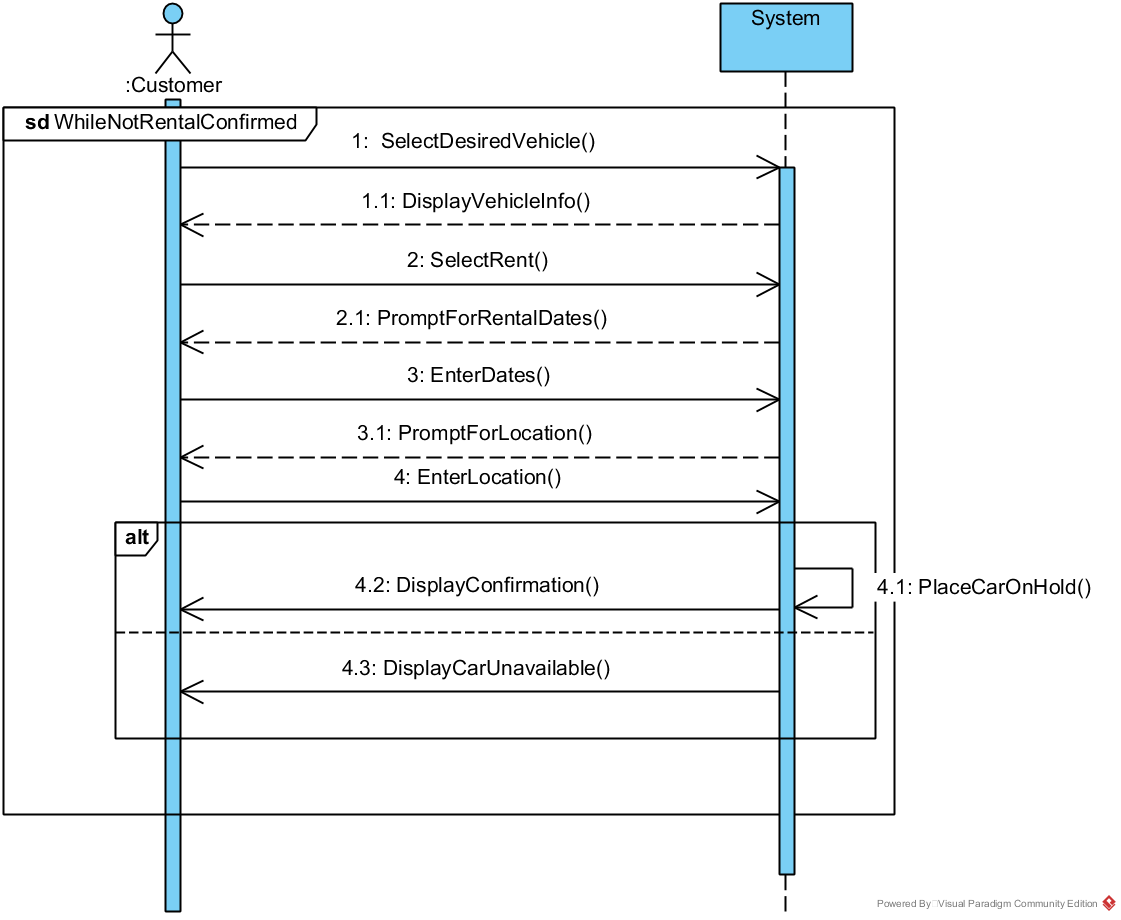 System
:Customer
sd WhileNotRentalConfirmed
1: SelectDesiredVehicle()
1.1: DisplayVehicleInfo()
2: SelectRent()
2.1: PromptForRentalDates()
3: EnterDates()
3.1: PromptForLocation()
4: EnterLocation()
alt
4.2: DisplayConfirmation()
4.1: PlaceCarOnHold()
4.3: DisplayCarUnavailable()
Powered By Visual Paradigm Community Edition